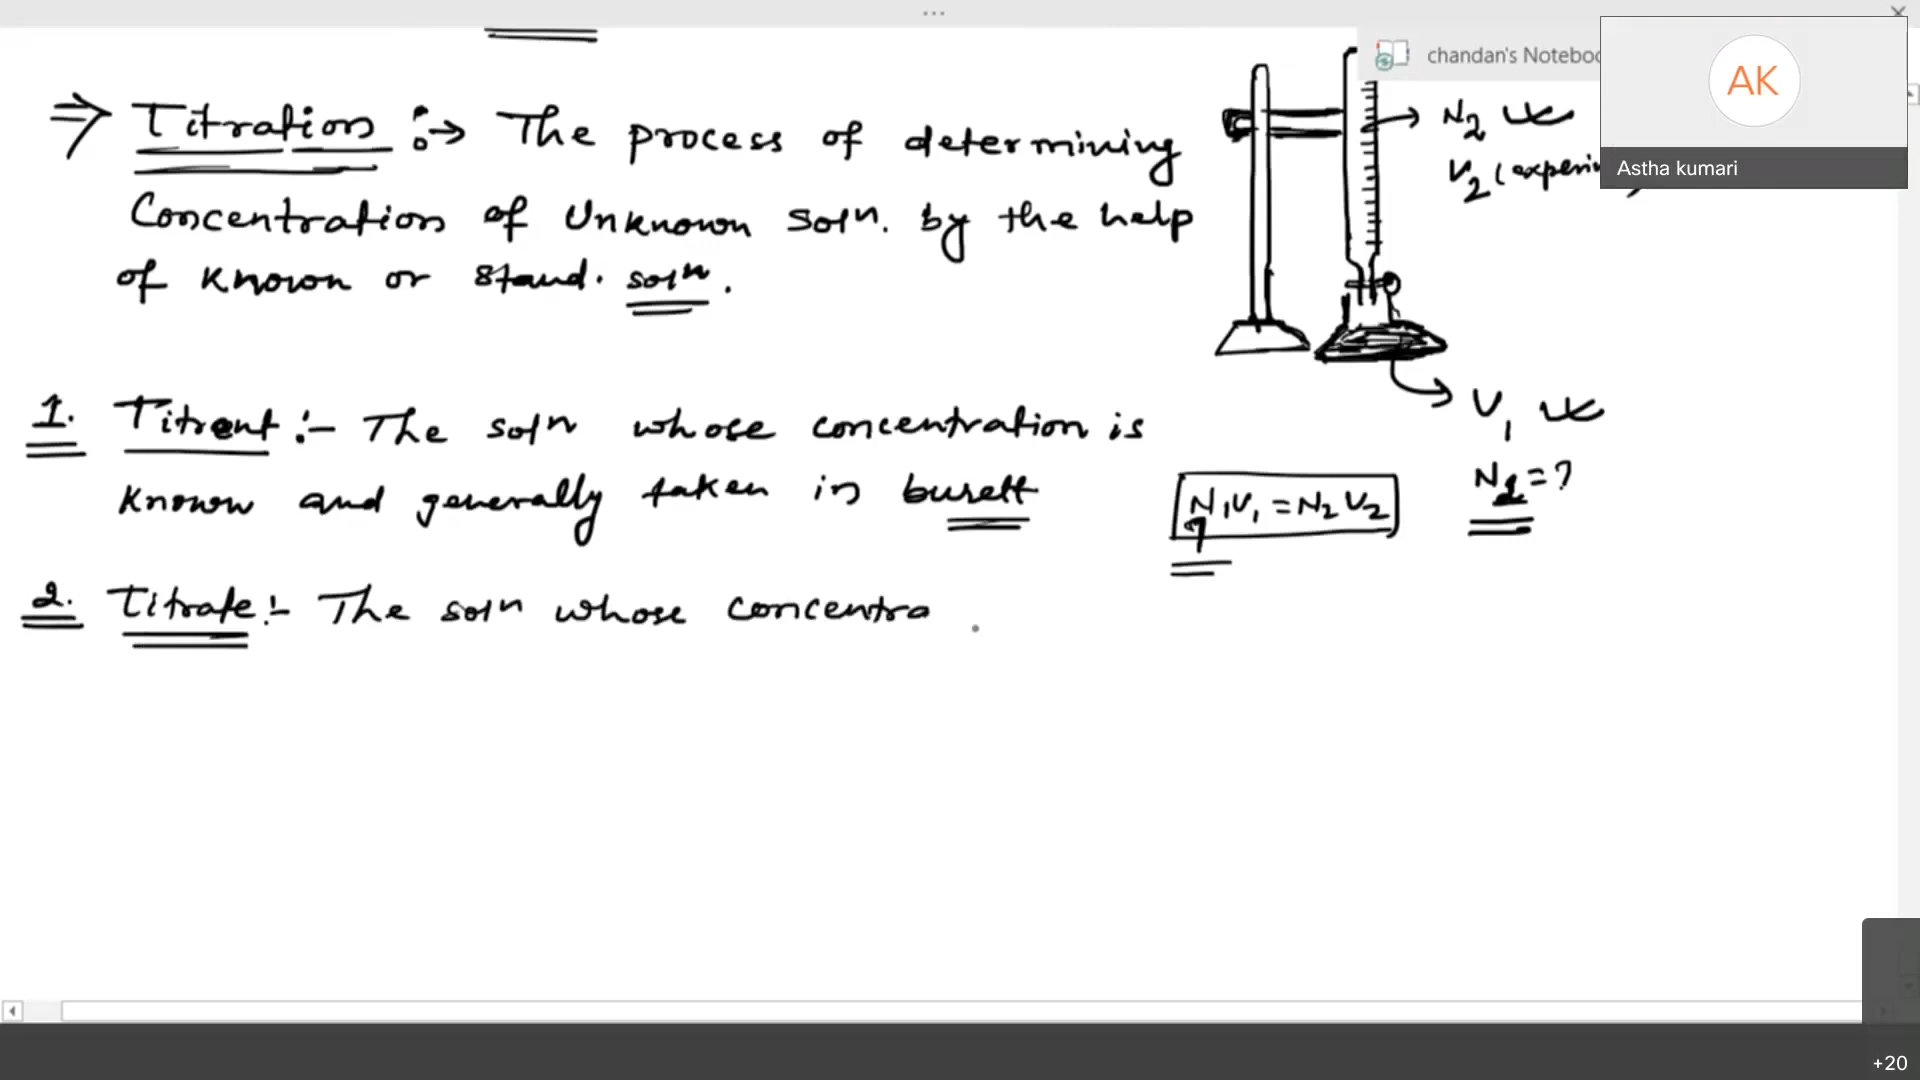 chandan's Noteboo
AK
Astha kumari
⇒ Titration :→ The process of determining
Concentration of Unknown Soln. by the help
of Known or Stand. soln.
N₂ 
V₂ (experi
1. Titrant :- The soln whose concentration is
Known and generally taken in burett
V₁
N₁ = ?
N₁V₁ = N₂V₂
?
2. Titrate :- The soln whose concentra
+20